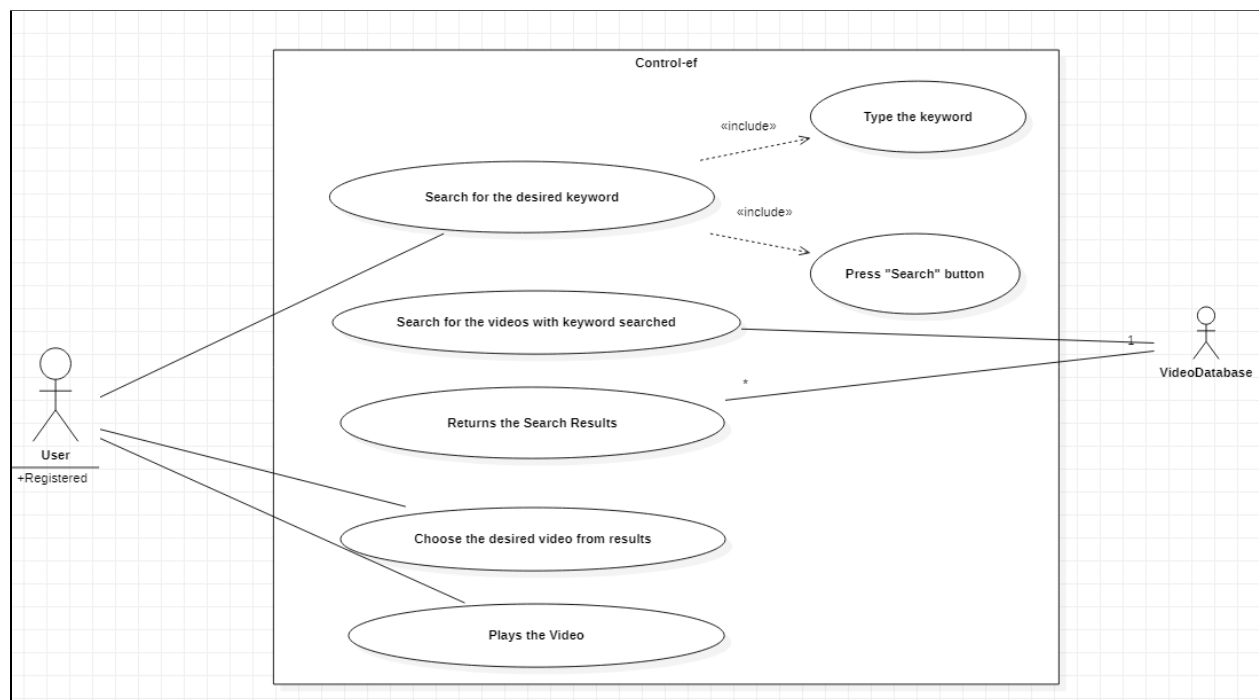 Control-ef
«include»
Type the keyword
Search for the desired keyword
«include»
Press "Search" button
Search for the videos with keyword searched
1
VideoDatabase
*
Returns the Search Results
User
+Registered
Choose the desired video from results
Plays the Video